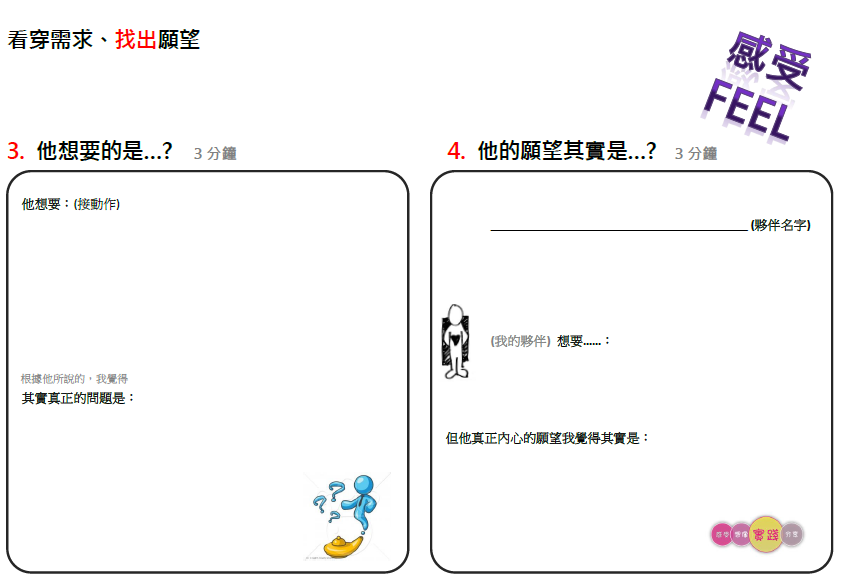 看穿需求、找出願望
感受
FEEL
3. 他想要的是...? 3 分鐘
他想要：(接動作)
根據他所說的，我覺得
其實真正的問題是：
4. 他的願望其實是...? 3 分鐘
(夥伴名字)
(我的夥伴) 想要......：
但他真正內心的願望我覺得其實是：
實踐